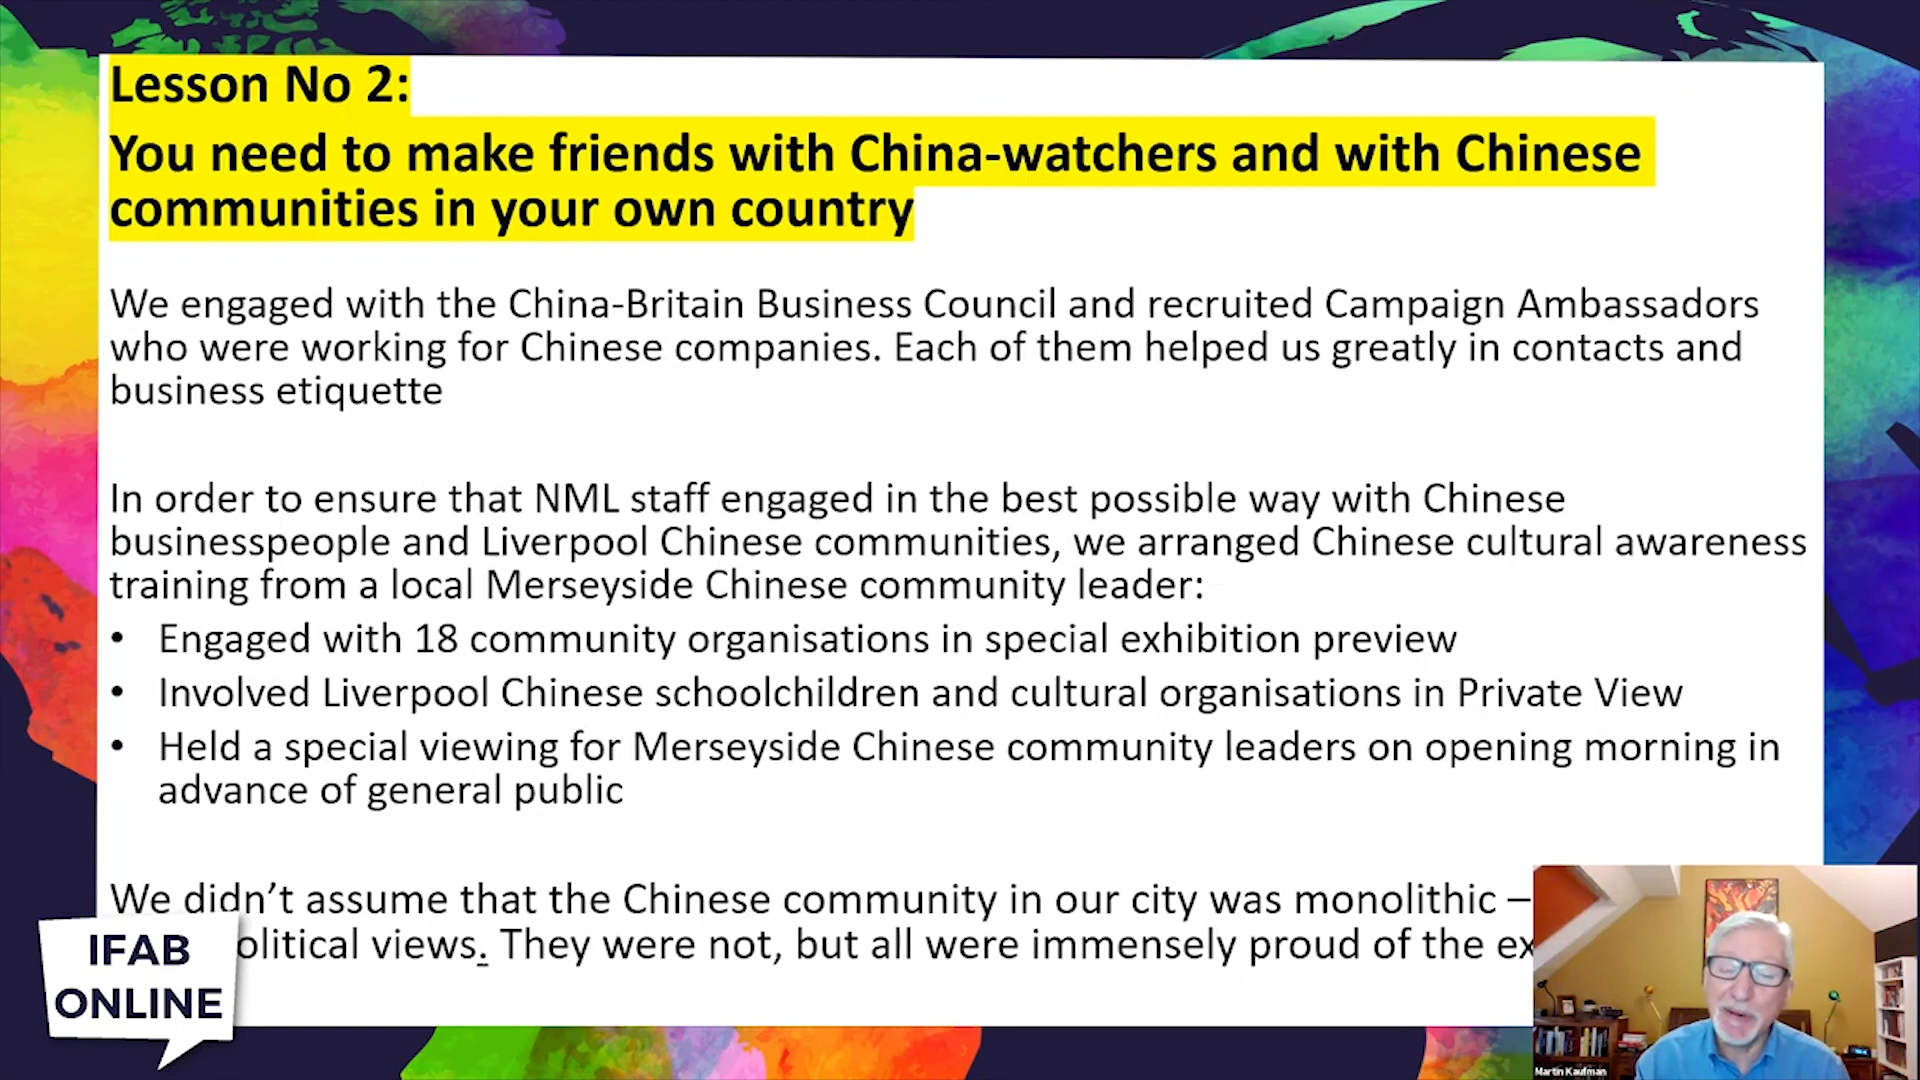 Lesson No 2:
You need to make friends with China-watchers and with Chinese
communities in your own country
We engaged with the China-Britain Business Council and recruited Campaign Ambassadors
who were working for Chinese companies. Each of them helped us greatly in contacts and
business etiquette
In order to ensure that NML staff engaged in the best possible way with Chinese
businesspeople and Liverpool Chinese communities, we arranged Chinese cultural awareness
training from a local Merseyside Chinese community leader:
• Engaged with 18 community organisations in special exhibition preview
• Involved Liverpool Chinese schoolchildren and cultural organisations in Private View
• Held a special viewing for Merseyside Chinese community leaders on opening morning in
advance of general public
We didn’t assume that the Chinese community in our city was monolithic –
views. They were not, but all were immensely proud of the
IFAB
ONLINE
Martin Kaufman